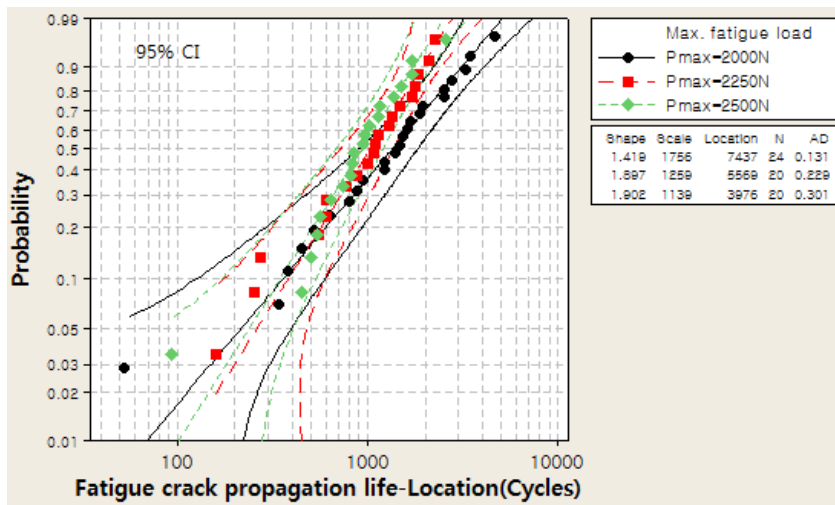 95% CI
Probability
0.99
0.9
0.8
0.7
0.6
0.5
0.4
0.3
0.2
0.1
0.05
0.03
0.02
0.01
100 1000 10000
Fatigue crack propagation life-Location(Cycles)
Max. fatigue load
Pmax-2000N
Pmax-2250N
Pmax-2500N
Shape Scale Location N AD
1.419 1756 7437 24 0.131
1.897 1259 5569 20 0.229
1.902 1139 3976 20 0.301